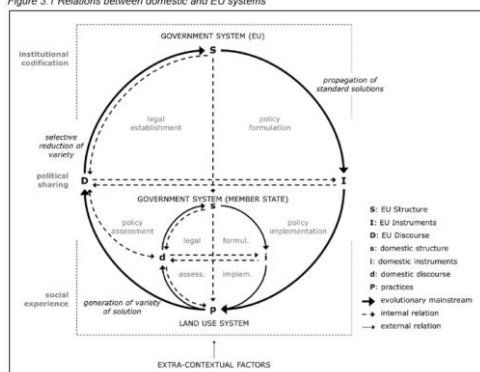 Figure 3.1 Relations between domestic and EU systems
GOVERNMENT SYSTEM (EU)
S
institutional
codification
propagation of
standard solutions
legal
establishment
policy
formulation
selective
reduction of
variety
political
sharing
D
I
GOVERNMENT SYSTEM (MEMBER STATE)
s
policy
assessment
legal
formul.
policy
implementation
d
i
assess.
implem.
social
experience
generation of variety
of solution
p
LAND USE SYSTEM
EXTRA-CONTEXTUAL FACTORS
S: EU Structure
I: EU Instruments
D: EU Discourse
s: domestic structure
i: domestic instruments
d: domestic discourse
P: practices
evolutionary mainstream
internal relation
external relation